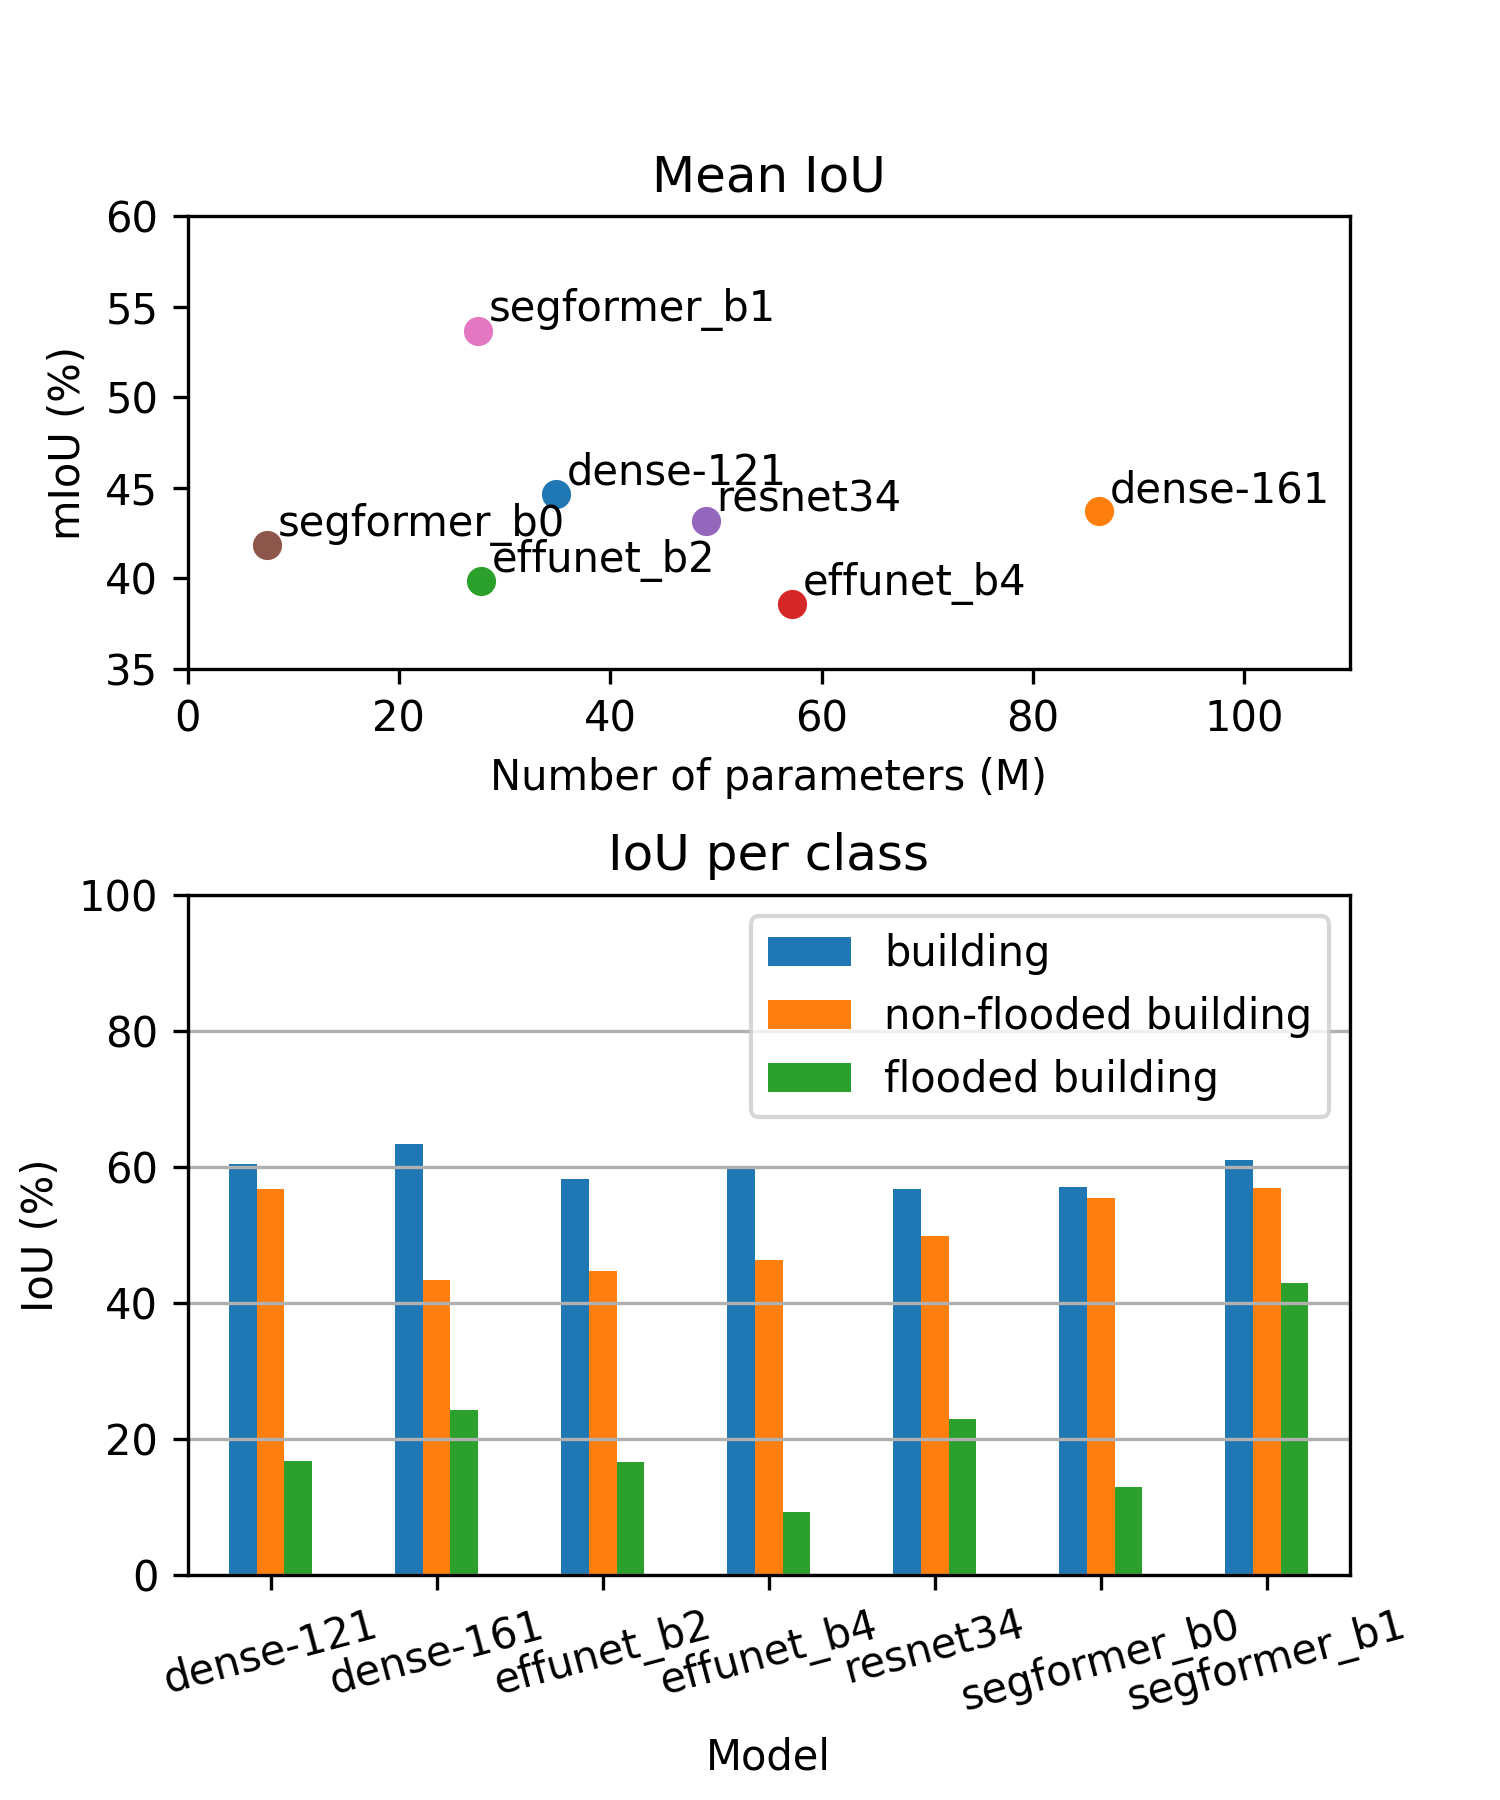 Mean IoU
60
55
50
45
40
35
mIoU (%)
segformer_b1
dense-121
resnet34
dense-161
segformer_b0
effunet_b2
effunet_b4
0 20 40 60 80 100
Number of parameters (M)
IoU per class
100
80
60
40
20
0
IoU (%)
building
non-flooded building
flooded building
dense-121 dense-161 effunet_b2 effunet_b4 resnet34 segformer_b0 segformer_b1
Model